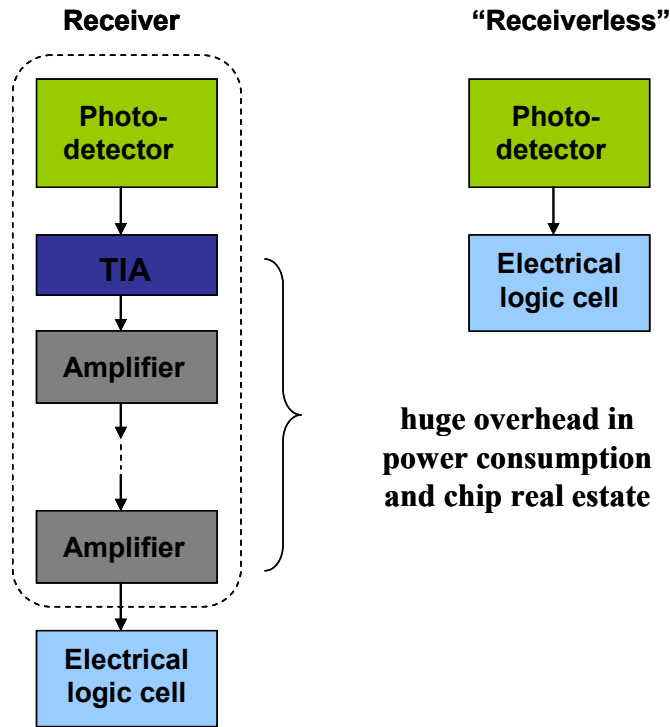 Receiver
Photo-
detector
TIA
Amplifier
Amplifier
Electrical
logic cell
“Receiverless”
Photo-
detector
Electrical
logic cell
huge overhead in
power consumption
and chip real estate